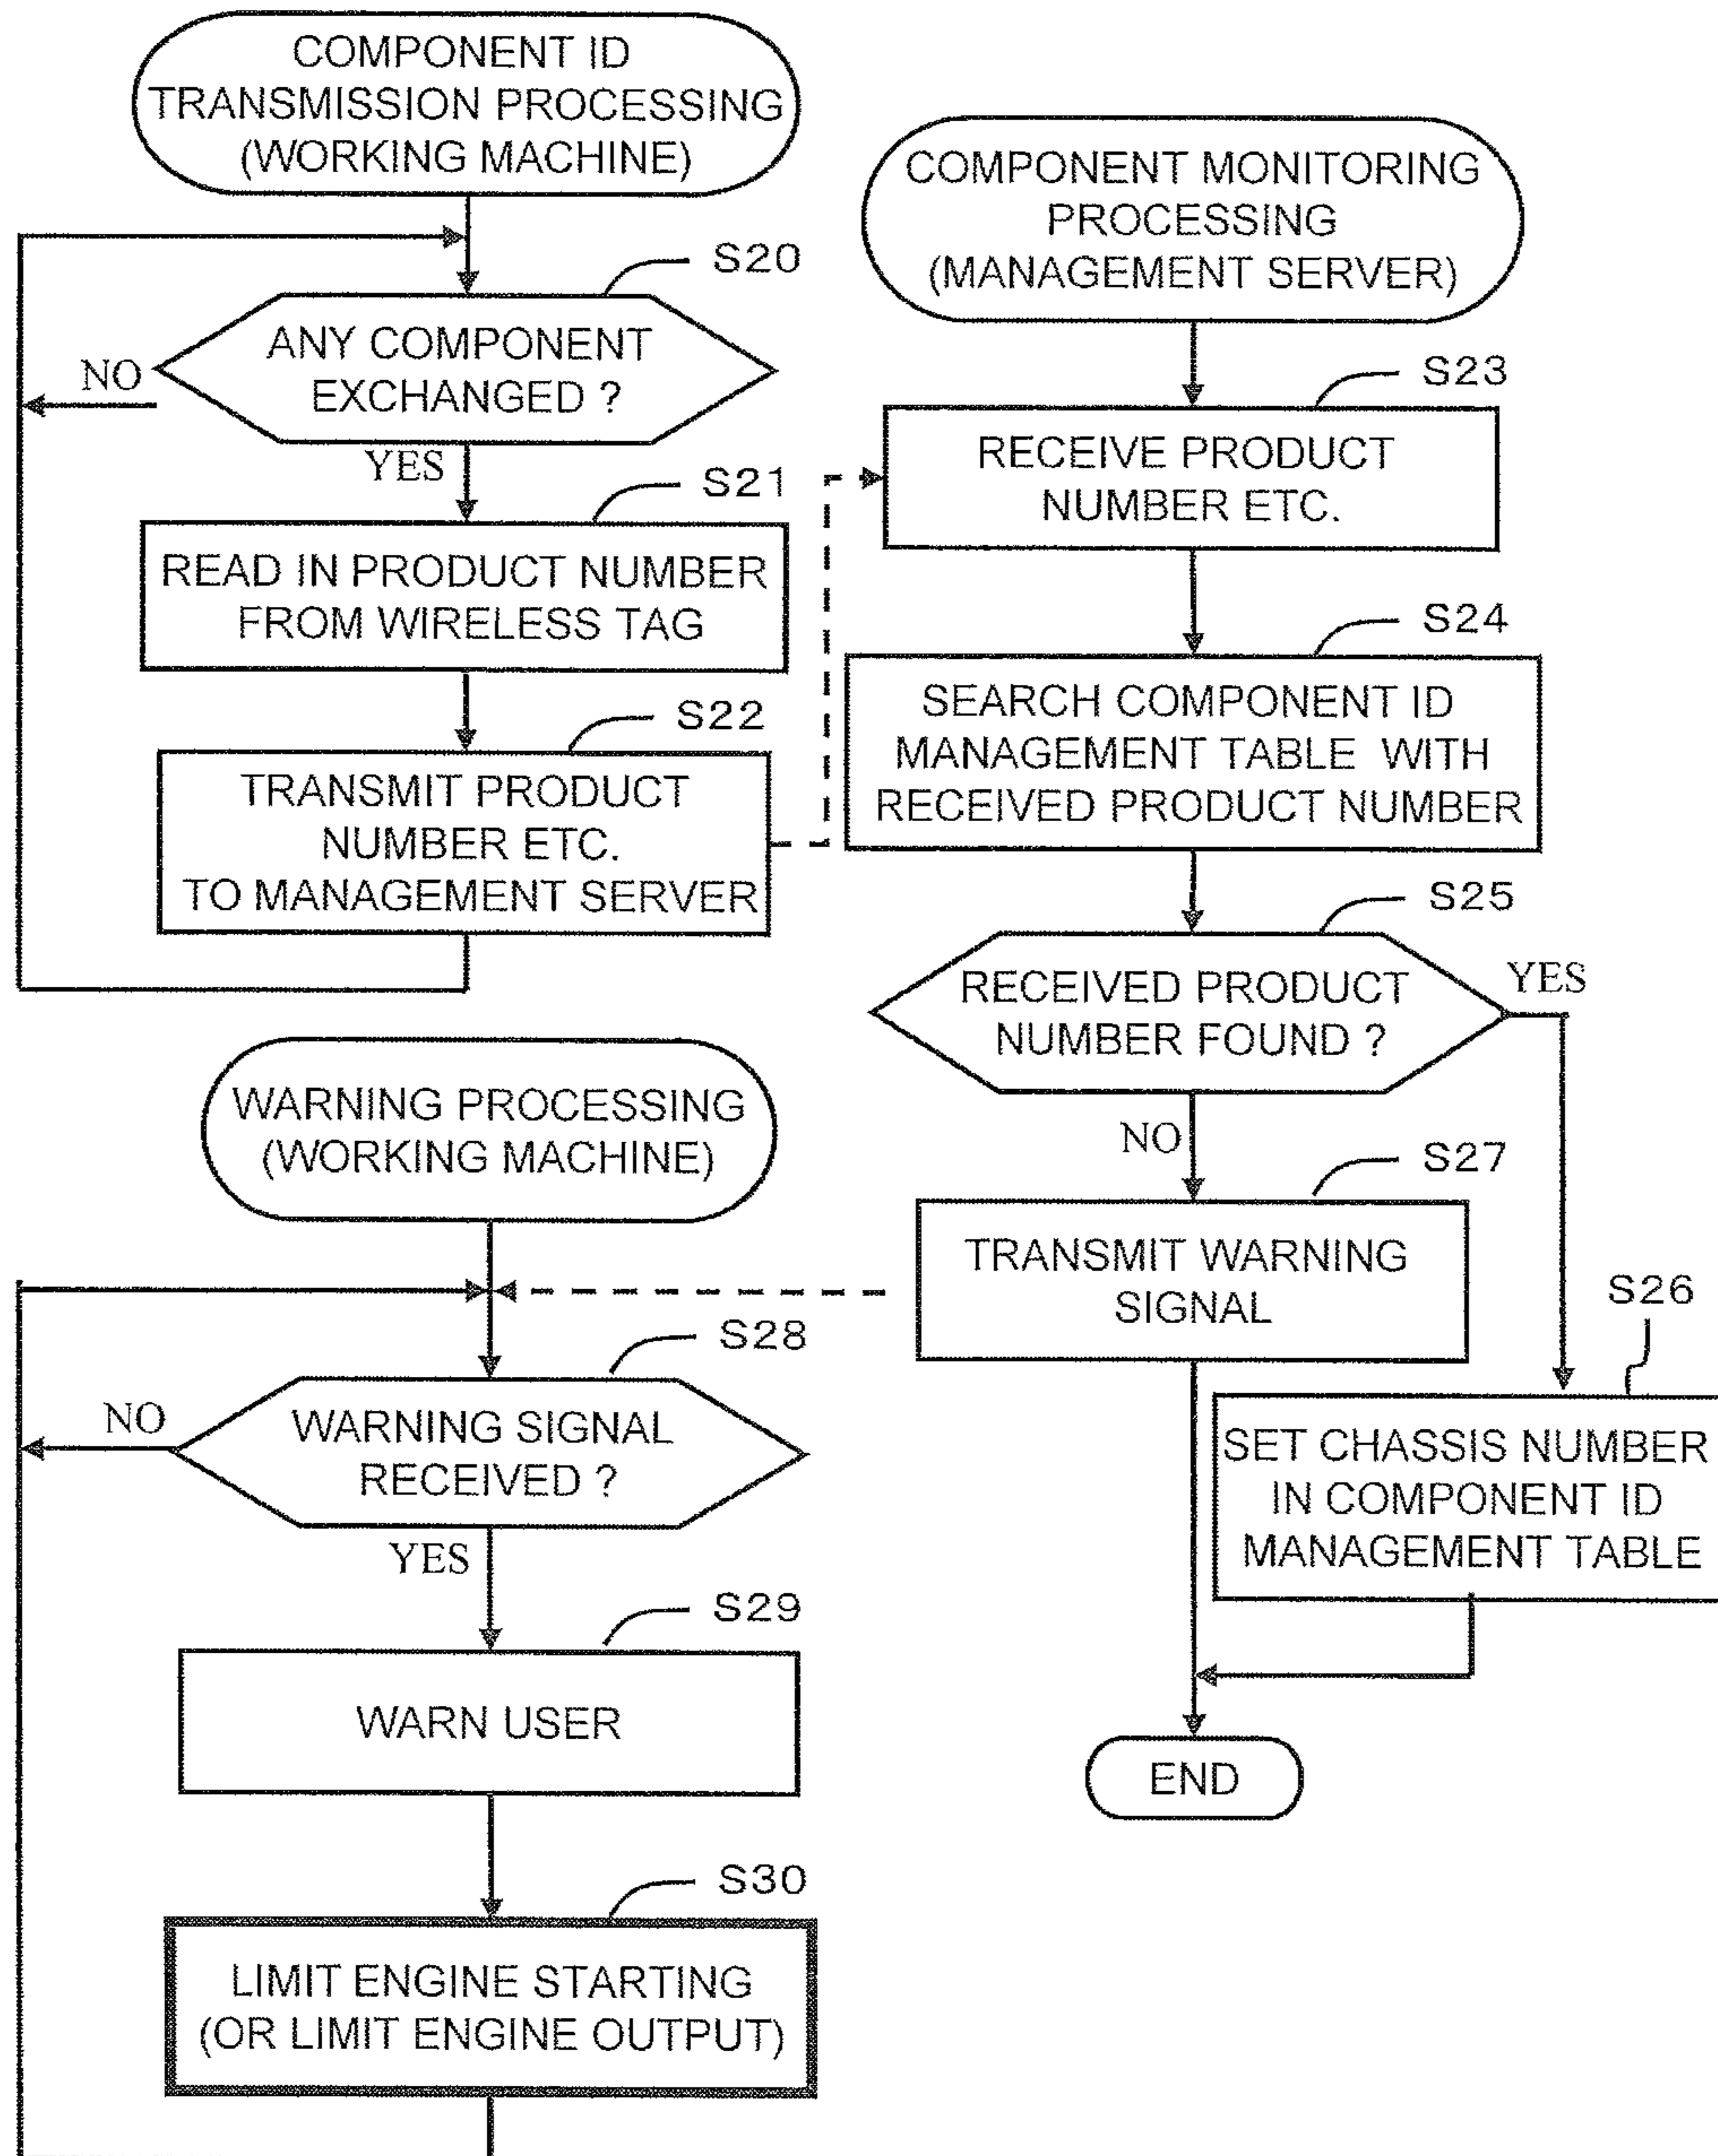 COMPONENT ID
TRANSMISSION PROCESSING
(WORKING MACHINE)
S20
ANY COMPONENT
EXCHANGED ?
NO
YES
S21
READ IN PRODUCT NUMBER
FROM WIRELESS TAG
S22
TRANSMIT PRODUCT
NUMBER ETC.
TO MANAGEMENT SERVER
COMPONENT MONITORING
PROCESSING
(MANAGEMENT SERVER)
S23
RECEIVE PRODUCT
NUMBER ETC.
S24
SEARCH COMPONENT ID
MANAGEMENT TABLE WITH
RECEIVED PRODUCT NUMBER
S25
RECEIVED PRODUCT
NUMBER FOUND ?
YES
NO
S27
TRANSMIT WARNING
SIGNAL
S26
SET CHASSIS NUMBER
IN COMPONENT ID
MANAGEMENT TABLE
END
WARNING PROCESSING
(WORKING MACHINE)
S28
WARNING SIGNAL
RECEIVED ?
NO
YES
S29
WARN USER
S30
LIMIT ENGINE STARTING
(OR LIMIT ENGINE OUTPUT)